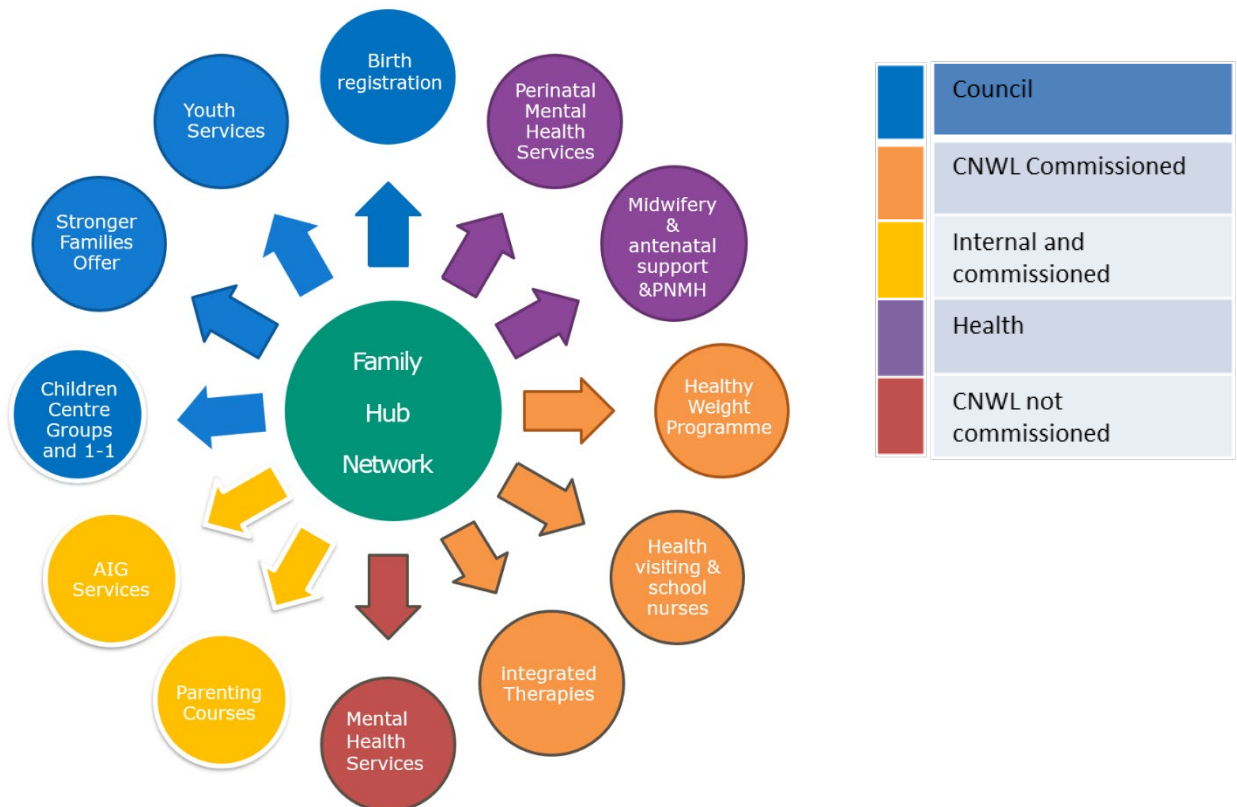 Birth
registration
Perinatal
Mental
Health
Services
Midwifery
&
antenatal
support
&PNMH
Healthy
Weight
Programme
Health
visiting &
school
nurses
integrated
Therapies
Mental
Health
Services
Parenting
Courses
AIG
Services
Children
Centre
Groups
and 1-1
Stronger
Families
Offer
Youth
Services
Family
Hub
Network
Council
CNWL Commissioned
Internal and
commissioned
Health
CNWL not
commissioned